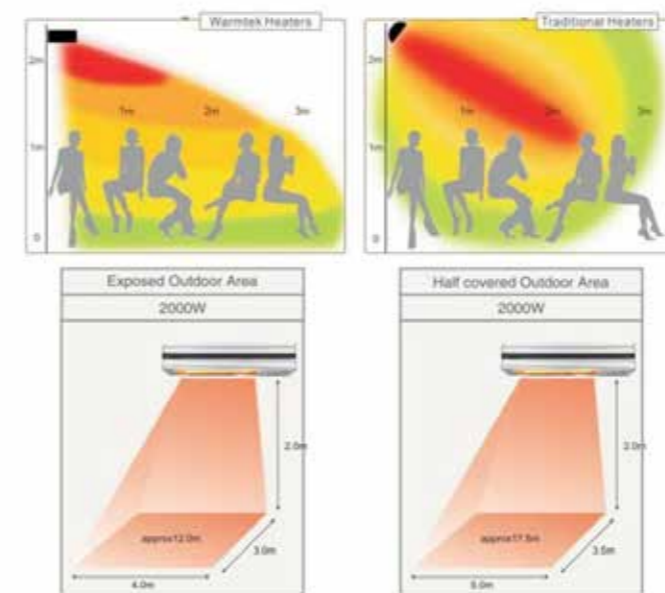 Warmtek Heaters
2m
1m
2m
3m
1m
0
Traditional Heaters
2m
1m
2m
3m
1m
0
Exposed Outdoor Area
2000W
2.0m
approx12.0m
3.0m
4.0m
Half covered Outdoor Area
2000W
2.0m
approx17.5m
3.5m
5.0m